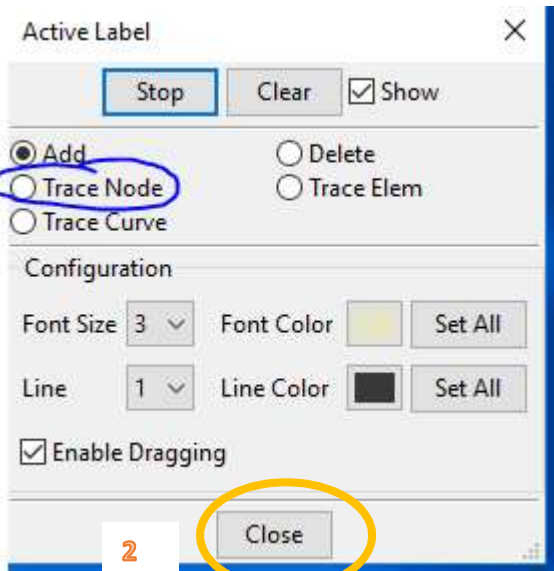 Active Label
Stop Clear Show
Add Delete
Trace Node Trace Elem
Trace Curve
Configuration
Font Size 3 Font Color Set All
Line 1 Line Color Set All
Enable Dragging
2 Close